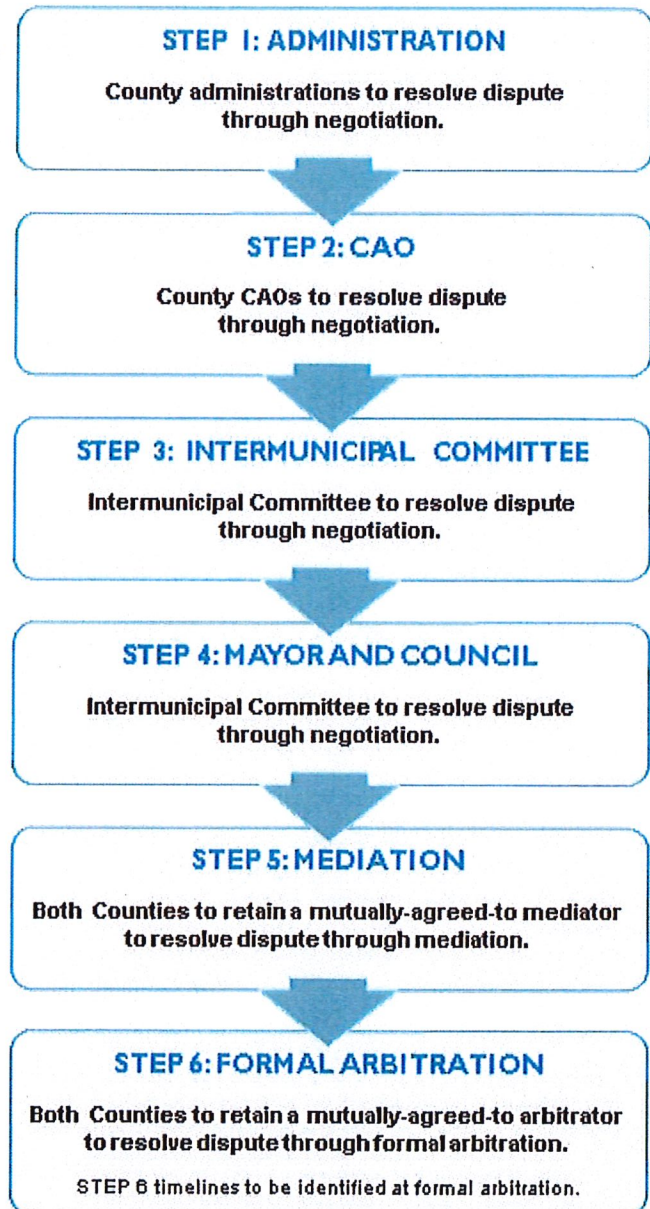 STEP 1: ADMINISTRATION
County administrations to resolve dispute
through negotiation.
STEP 2: CAO
County CAOs to resolve dispute
through negotiation.
STEP 3: INTERMUNICIPAL COMMITTEE
Intermunicipal Committee to resolve dispute
through negotiation.
STEP 4: MAYOR AND COUNCIL
Intermunicipal Committee to resolve dispute
through negotiation.
STEP 5: MEDIATION
Both Counties to retain a mutually-agreed-to mediator
to resolve dispute through mediation.
STEP 6: FORMAL ARBITRATION
Both Counties to retain a mutually-agreed-to arbitrator
to resolve dispute through formal arbitration.
STEP 6 timelines to be identified at formal arbitration.